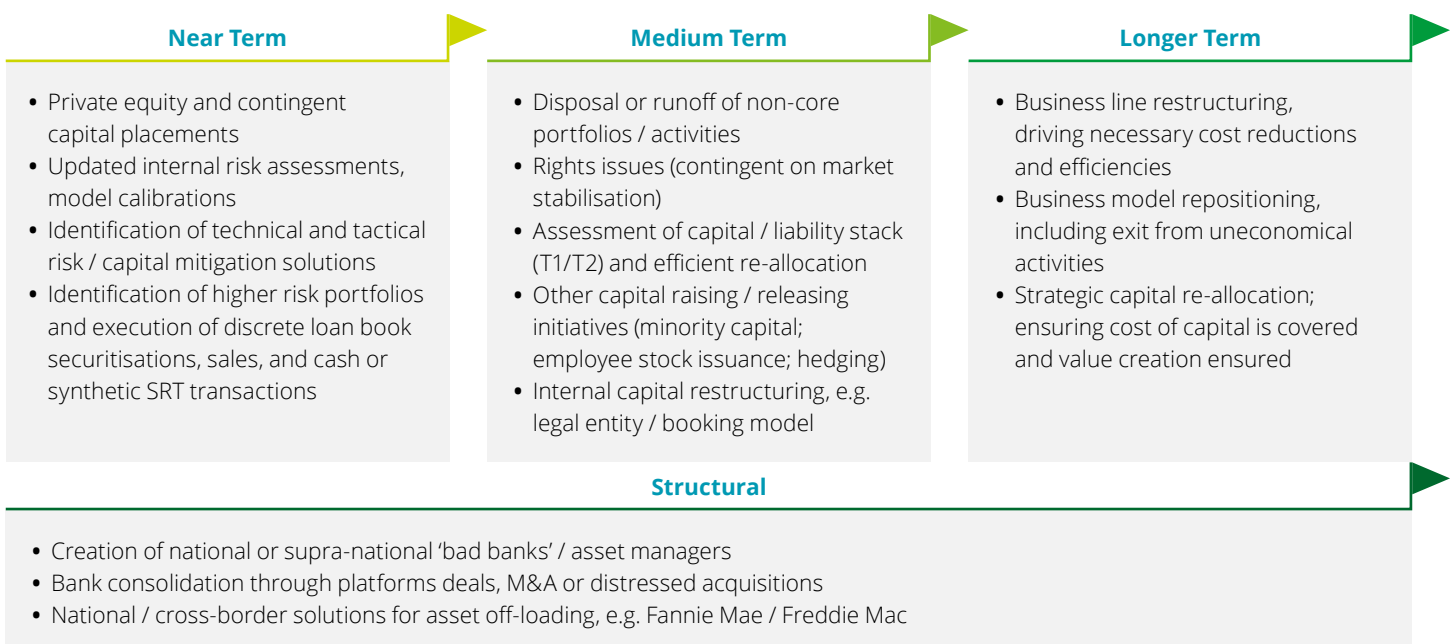 Near Term
• Private equity and contingent
capital placements
• Updated internal risk assessments,
model calibrations
• Identification of technical and tactical
risk / capital mitigation solutions
• Identification of higher risk portfolios
and execution of discrete loan book
securitisations, sales, and cash or
synthetic SRT transactions
Medium Term
• Disposal or runoff of non-core
portfolios / activities
• Rights issues (contingent on market
stabilisation)
• Assessment of capital / liability stack
(T1/T2) and efficient re-allocation
• Other capital raising / releasing
initiatives (minority capital;
employee stock issuance; hedging)
• Internal capital restructuring, e.g.
legal entity / booking model
Longer Term
• Business line restructuring,
driving necessary cost reductions
and efficiencies
• Business model repositioning,
including exit from uneconomical
activities
• Strategic capital re-allocation;
ensuring cost of capital is covered
and value creation ensured
Structural
• Creation of national or supra-national ‘bad banks’ / asset managers
• Bank consolidation through platforms deals, M&A or distressed acquisitions
• National / cross-border solutions for asset off-loading, e.g. Fannie Mae / Freddie Mac